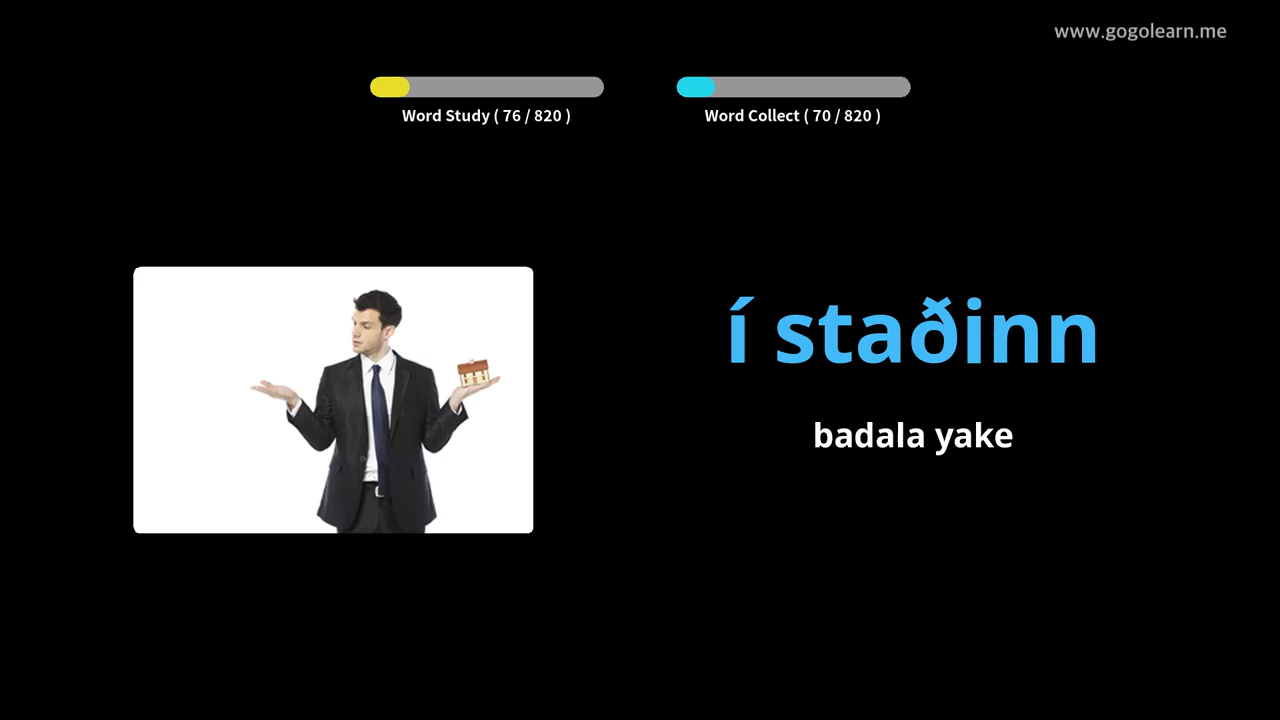 www.gogolearn.me
Word Study ( 76 / 820 )
Word Collect ( 70 / 820 )
í staðinn
badala yake